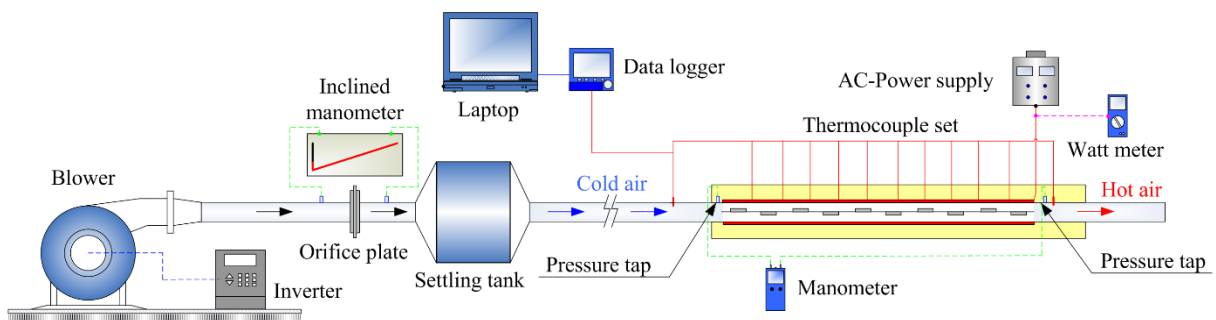 Inclined
manometer
Laptop
Data logger
AC-Power supply
Thermocouple set
Watt meter
Blower
Cold air
Hot air
Orifice plate
Settling tank
Pressure tap
Pressure tap
Inverter
Manometer